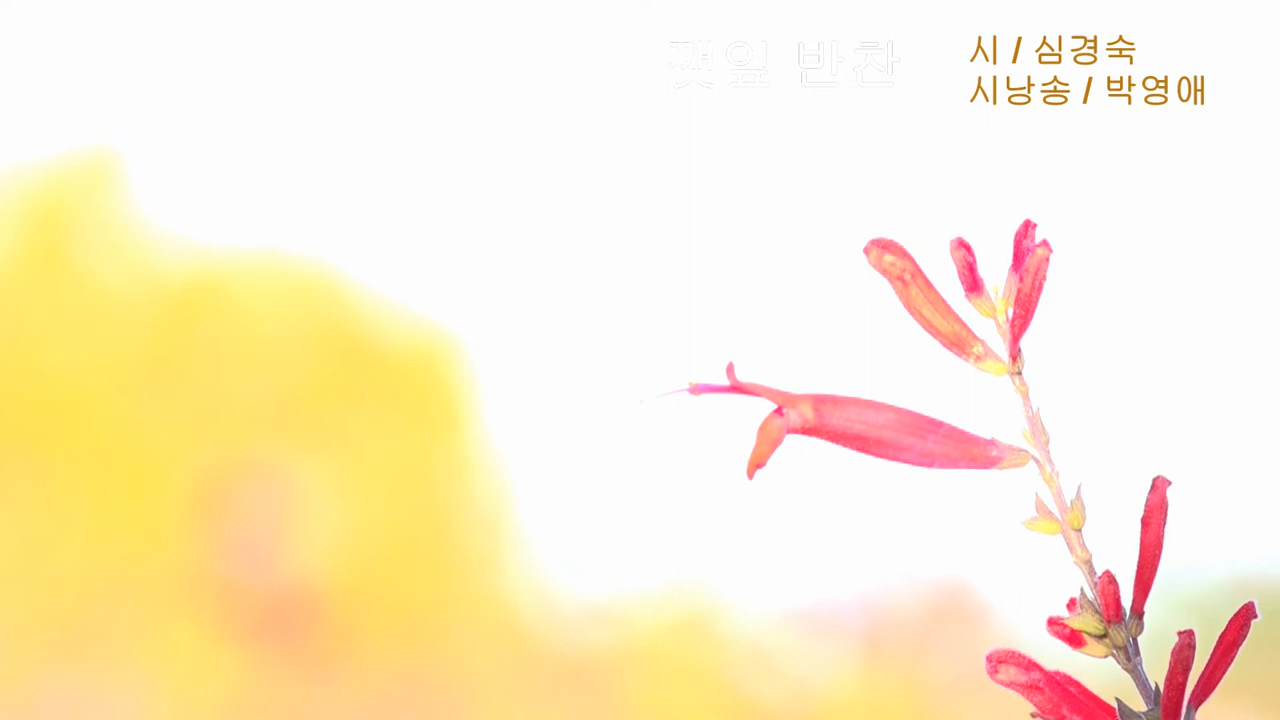 깻잎 반찬
시 / 심경숙
시낭송 / 박영애